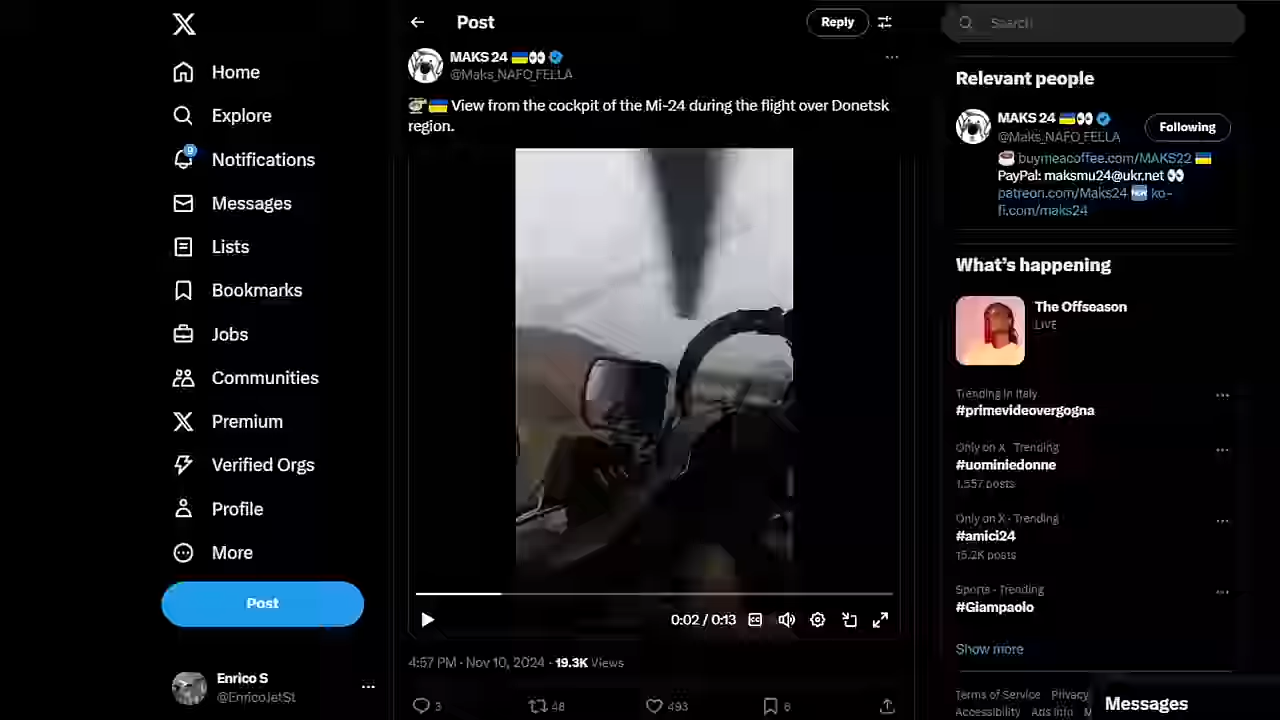 Home
Explore
9
Notifications
Messages
Lists
Bookmarks
Jobs
Communities
Premium
Verified Orgs
Profile
More
Post
Enrico S
@EnricoJetSt
Post
Reply
MAKS 24
@Maks_NAFO_FELLA
View from the cockpit of the Mi-24 during the flight over Donetsk
region.
0:02 / 0:13
4:57 PM · Nov 10, 2024 · 19.3K Views
3
48
493
8
Search
Relevant people
MAKS 24
@Maks_NAFO_FELLA
Following
buymeacoffee.com/MAKS22
PayPal: maksmu24@ukr.net
patreon.com/Maks24 NEW ko-
fi.com/maks24
What's happening
The Offseason
LIVE
Trending in Italy
#primevideovergogna
Only on X · Trending
#uominiedonne
1,557 posts
Only on X · Trending
#amici24
15.2K posts
Sports · Trending
#Giampaolo
Show more
Terms of Service Privacy
Accessibility Ads info
Messages